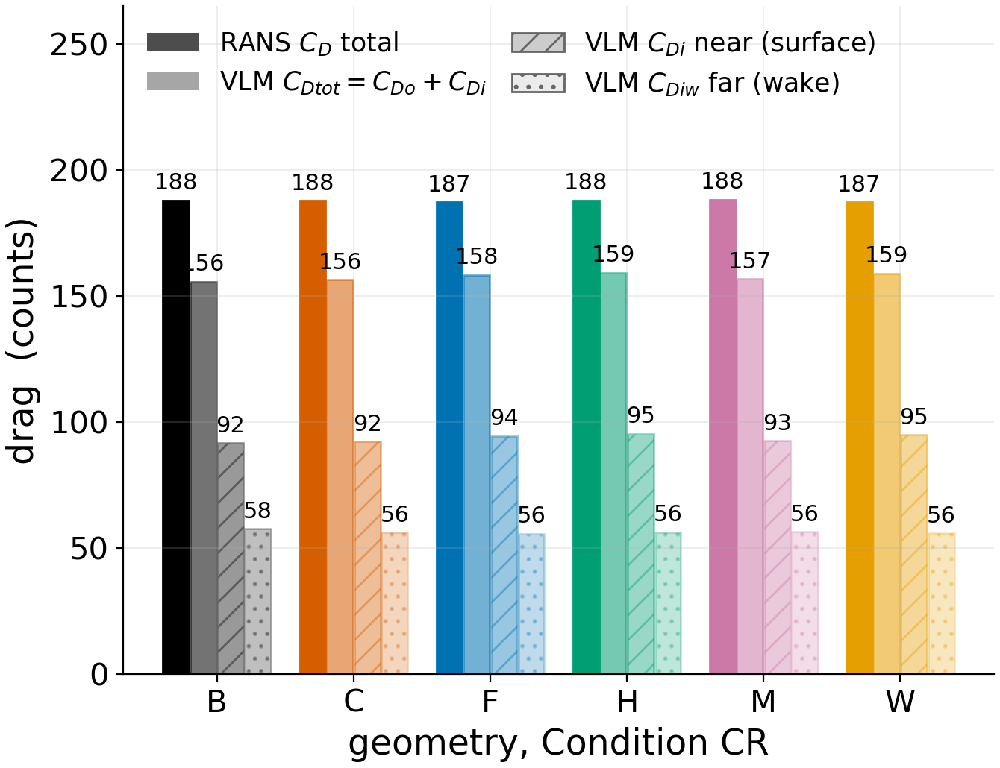 RANS C_D total
VLM C_Dtot = C_Do + C_Di
VLM C_Di near (surface)
VLM C_Diw far (wake)
drag (counts)
250
200
150
100
50
0
188 156 92 58
188 156 92 56
187 158 94 56
188 159 95 56
188 157 93 56
187 159 95 56
B C F H M W
geometry, Condition CR